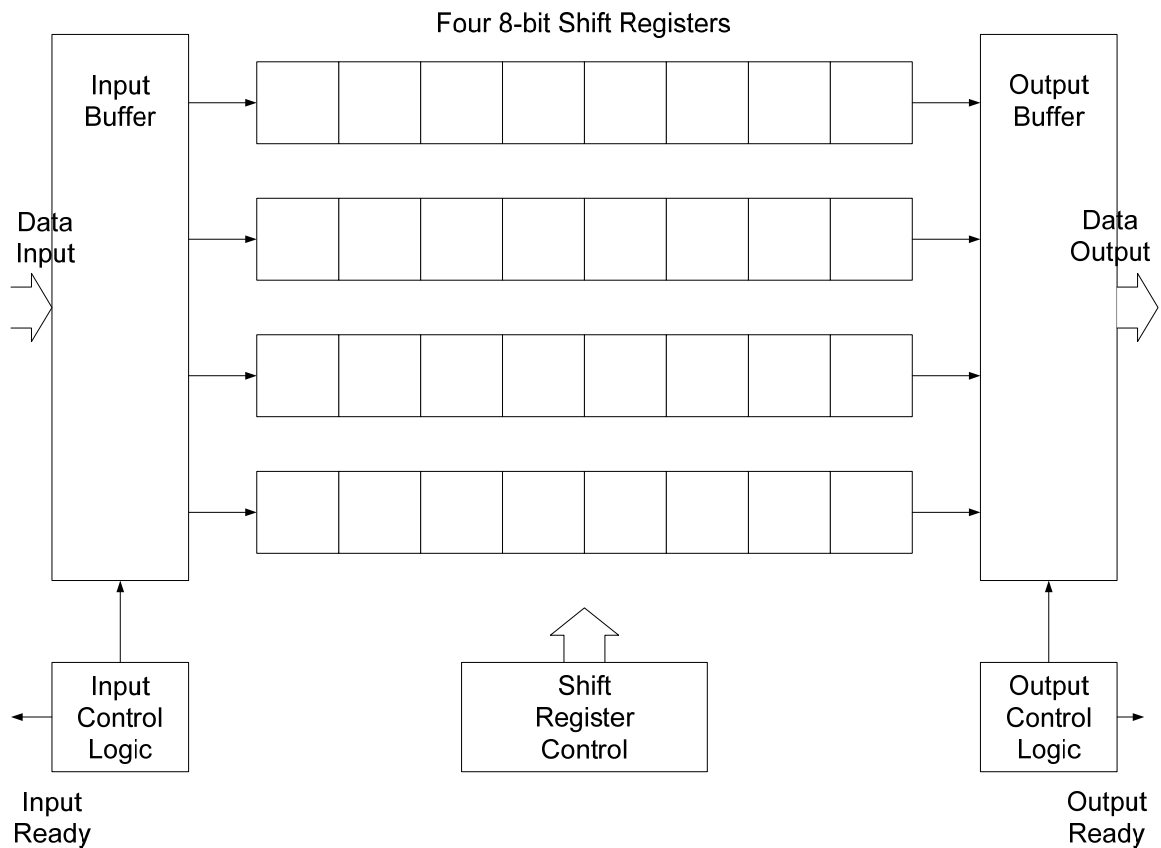 Four 8-bit Shift Registers
Input
Buffer
Output
Buffer
Data
Input
Data
Output
Input
Control
Logic
Shift
Register
Control
Output
Control
Logic
Input
Ready
Output
Ready